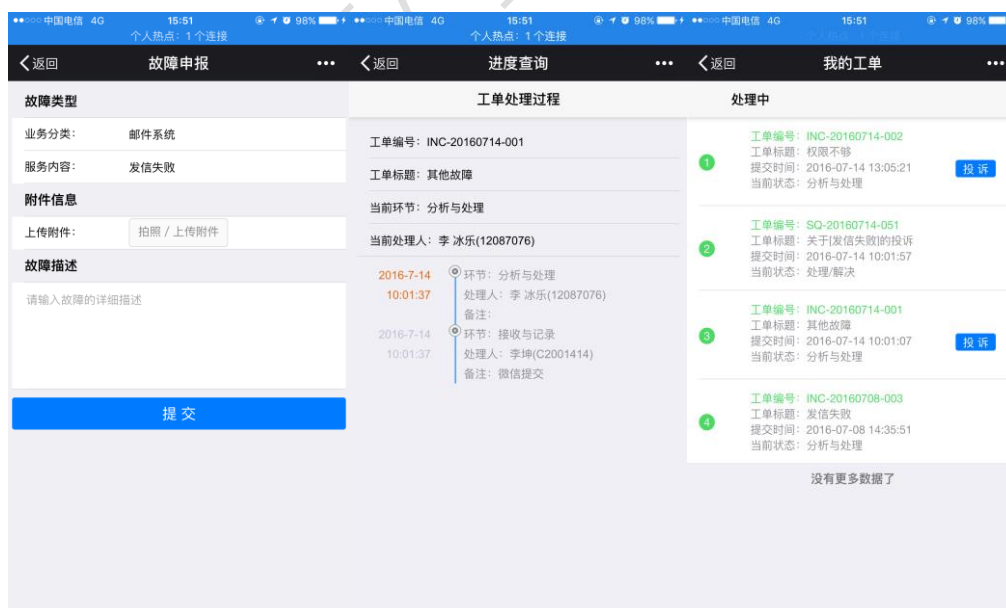 中国电信 4G 15:51 98%
个人热点：1 个连接
返回 故障申报
故障类型
业务分类： 邮件系统
服务内容： 发信失败
附件信息
上传附件： 拍照 / 上传附件
故障描述
请输入故障的详细描述
提 交
中国电信 4G 15:51 98%
个人热点：1 个连接
返回 进度查询
工单处理过程
工单编号：INC-20160714-001
工单标题：其他故障
当前环节：分析与处理
当前处理人：李 冰乐(12087076)
2016-7-14 环节：分析与处理
10:01:37 处理人：李 冰乐(12087076)
备注：
2016-7-14 环节：接收与记录
10:01:37 处理人：李坤(C2001414)
备注：微信提交
中国电信 4G 15:51 98%
个人热点：1 个连接
返回 我的工单
处理中
1
工单编号：INC-20160714-002
工单标题：权限不够
提交时间：2016-07-14 13:05:21
当前状态：分析与处理
投 诉
2
工单编号：SQ-20160714-051
工单标题：关于[发信失败]的投诉
提交时间：2016-07-14 10:01:57
当前状态：处理/解决
3
工单编号：INC-20160714-001
工单标题：其他故障
提交时间：2016-07-14 10:01:07
当前状态：分析与处理
投 诉
4
工单编号：INC-20160708-003
工单标题：发信失败
提交时间：2016-07-08 14:35:51
当前状态：分析与处理
没有更多数据了